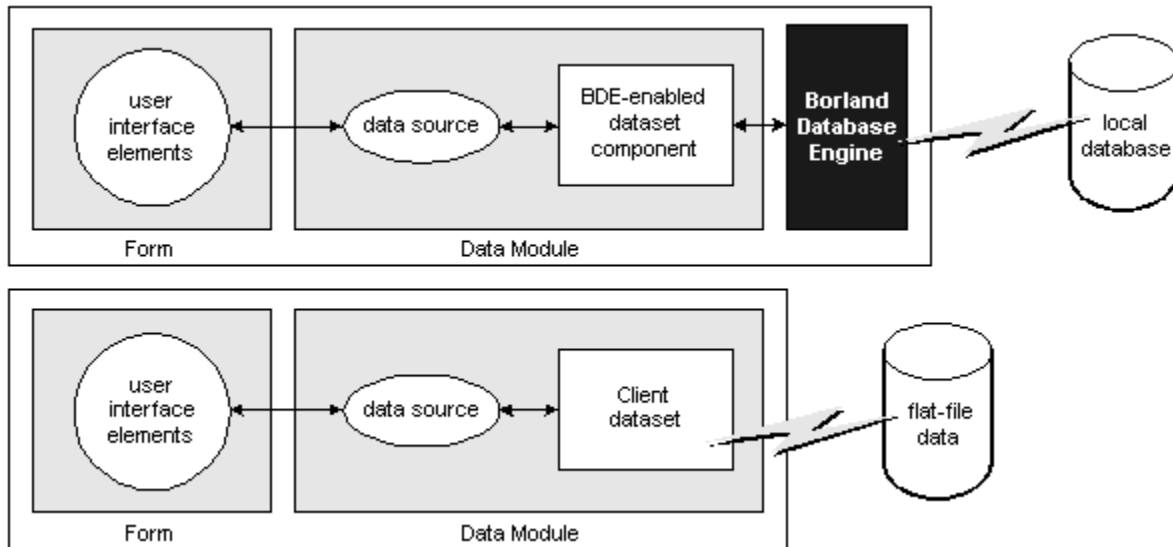 user
interface
elements
data source
BDE-enabled
dataset
component
Borland
Database
Engine
local
database
Form
Data Module
user
interface
elements
data source
Client
dataset
flat-file
data
Form
Data Module